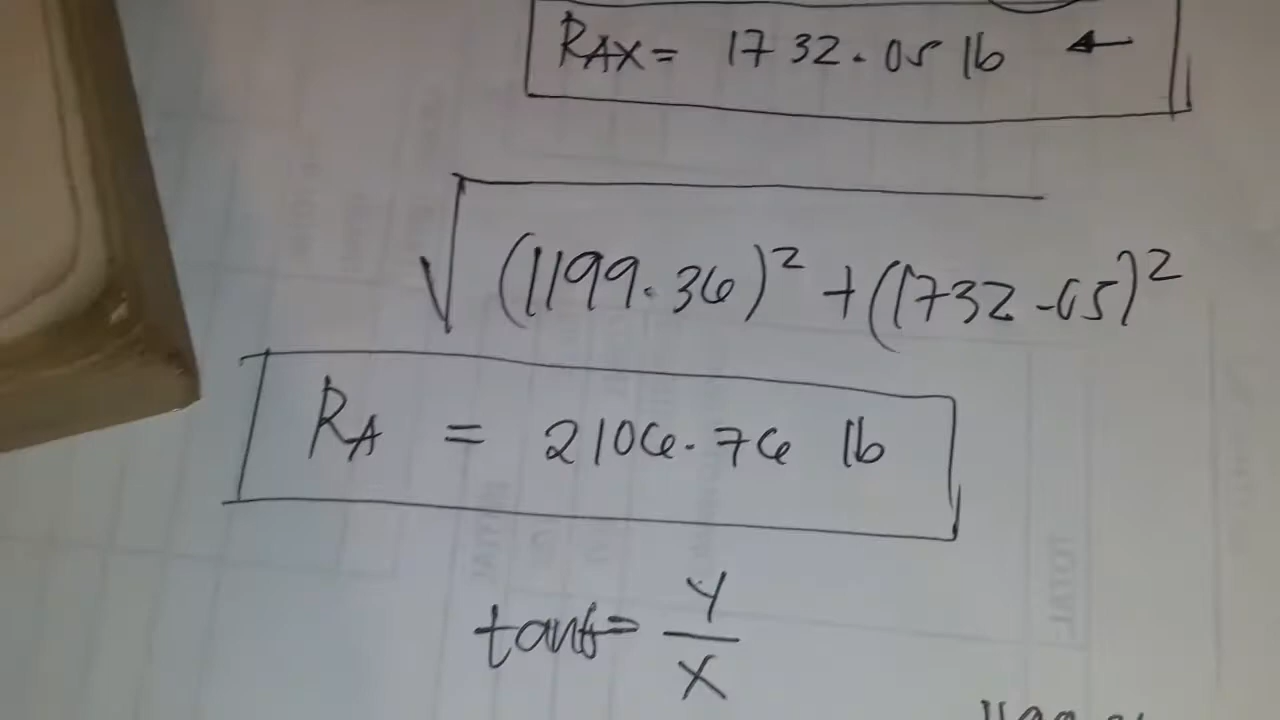 RAX = 1732.05 lb ←
√(1199.36)² + (1732.05)²
RA = 2106.76 lb
tanθ = Y/X